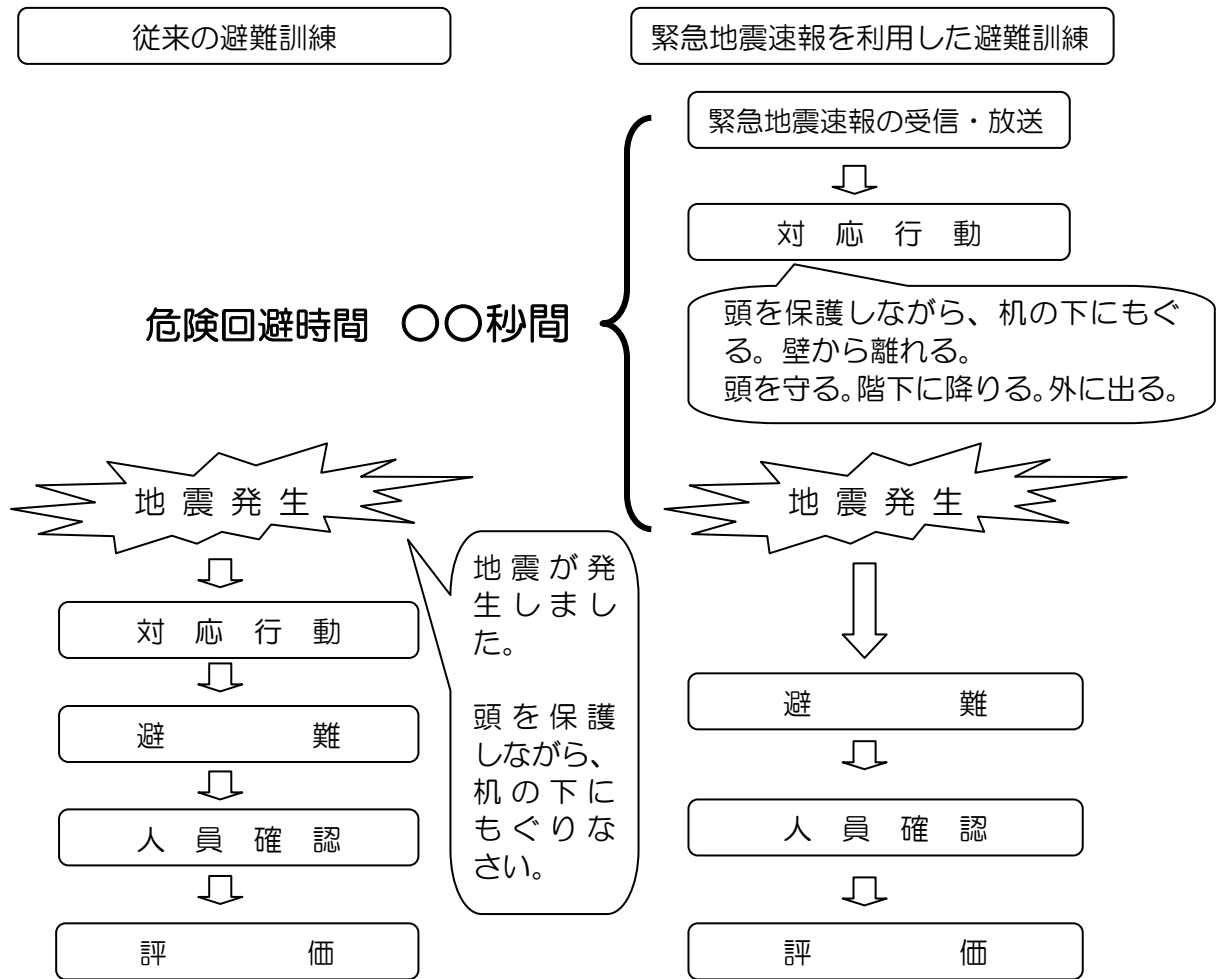 従来の避難訓練
緊急地震速報を利用した避難訓練
緊急地震速報の受信・放送
対応行動
頭を保護しながら、机の下にもぐ
る。壁から離れる。
頭を守る。階下に降りる。外に出る。
危険回避時間 〇〇秒間
地震発生
地震発生
地震が発
生しまし
た。
頭を保護
しながら、
机の下に
もぐりな
さい。
対応行動
避難
人員確認
評価
避難
人員確認
評価